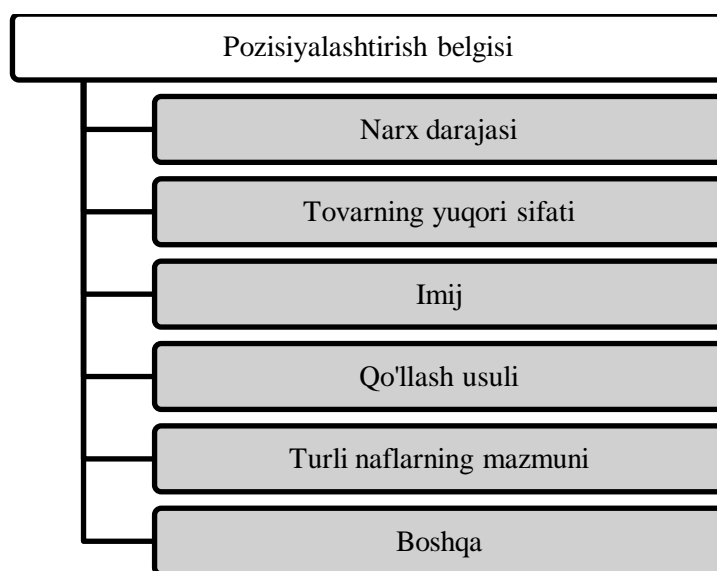 Pozisiyalashtirish belgisi
Narx darajasi
Tovarning yuqori sifati
Imij
Qo'llash usuli
Turli naflarning mazmuni
Boshqa